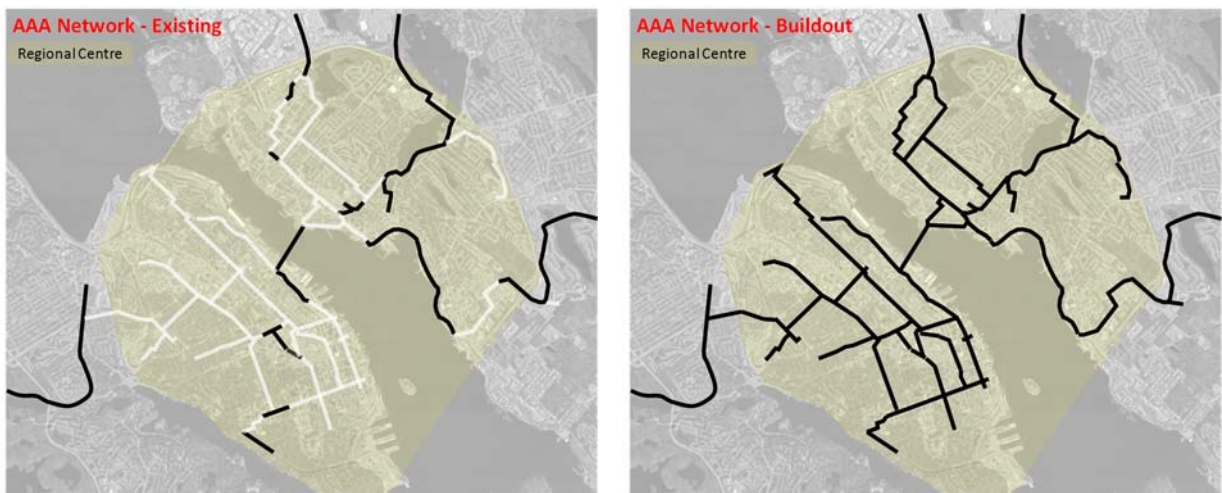 AAA Network - Existing
Regional Centre
AAA Network - Buildout
Regional Centre